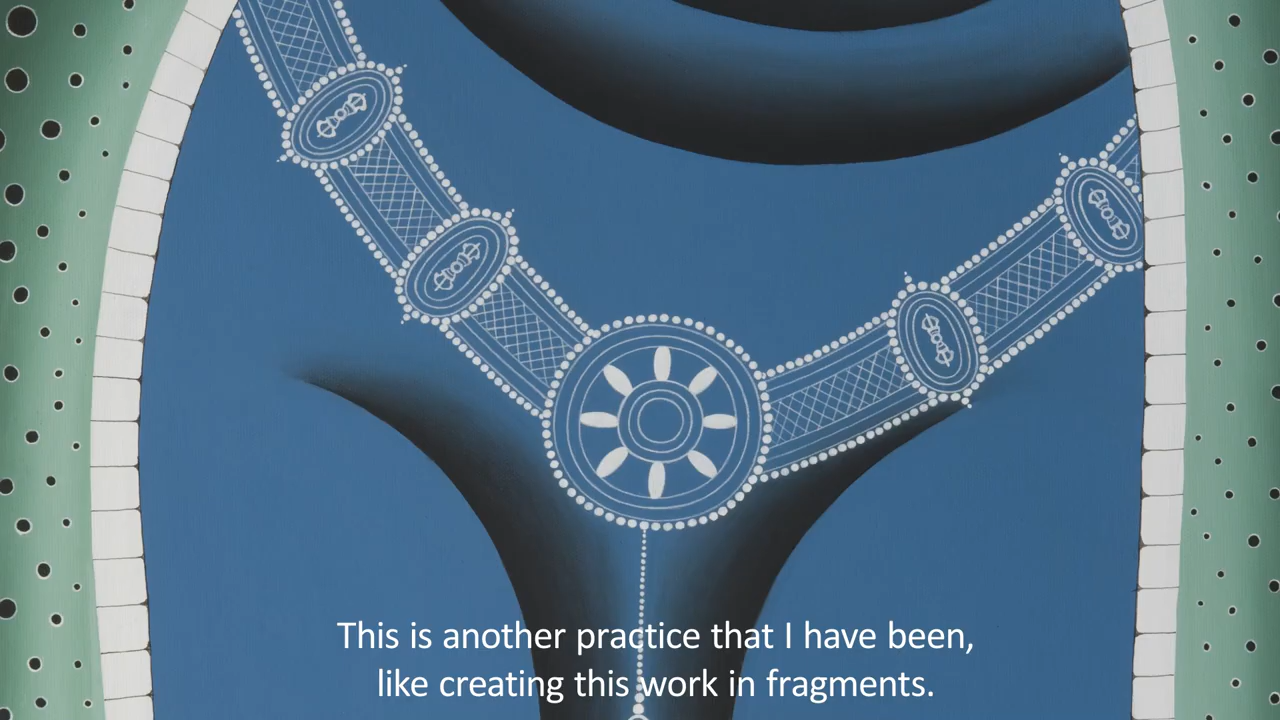 This is another practice that I have been,
like creating this work in fragments.